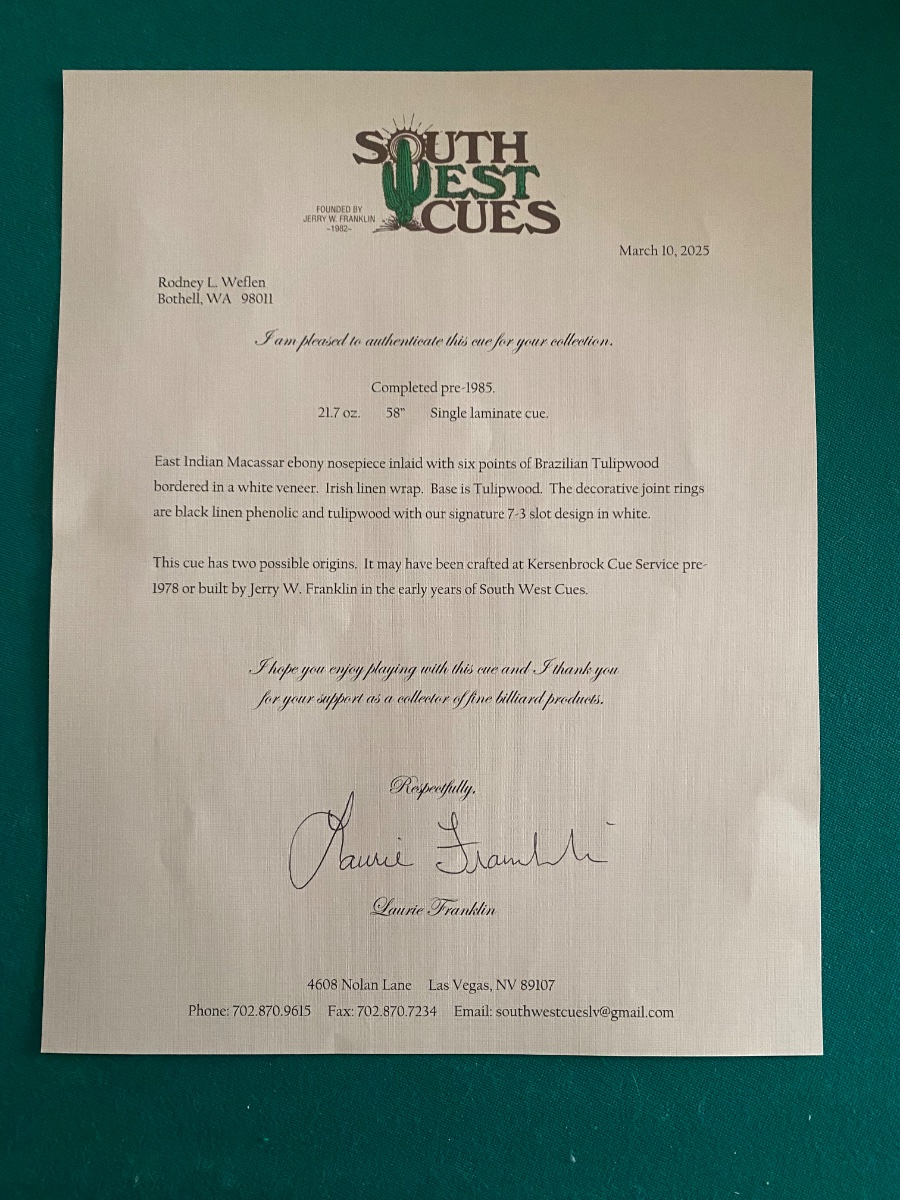 SOUTH
WEST
CUES
FOUNDED BY
JERRY W. FRANKLIN
~1982~
March 10, 2025
Rodney L. Weflen
Bothell, WA 98011
I am pleased to authenticate this cue for your collection.
Completed pre-1985.
21.7 oz. 58” Single laminate cue.
East Indian Macassar ebony nosepiece inlaid with six points of Brazilian Tulipwood
bordered in a white veneer. Irish linen wrap. Base is Tulipwood. The decorative joint rings
are black linen phenolic and tulipwood with our signature 7-3 slot design in white.
This cue has two possible origins. It may have been crafted at Kersenbrock Cue Service pre-
1978 or built by Jerry W. Franklin in the early years of South West Cues.
I hope you enjoy playing with this cue and I thank you
for your support as a collector of fine billiard products.
Respectfully,
Laurie Franklin
Laurie Franklin
4608 Nolan Lane Las Vegas, NV 89107
Phone: 702.870.9615 Fax: 702.870.7234 Email: southwestcueslv@gmail.com